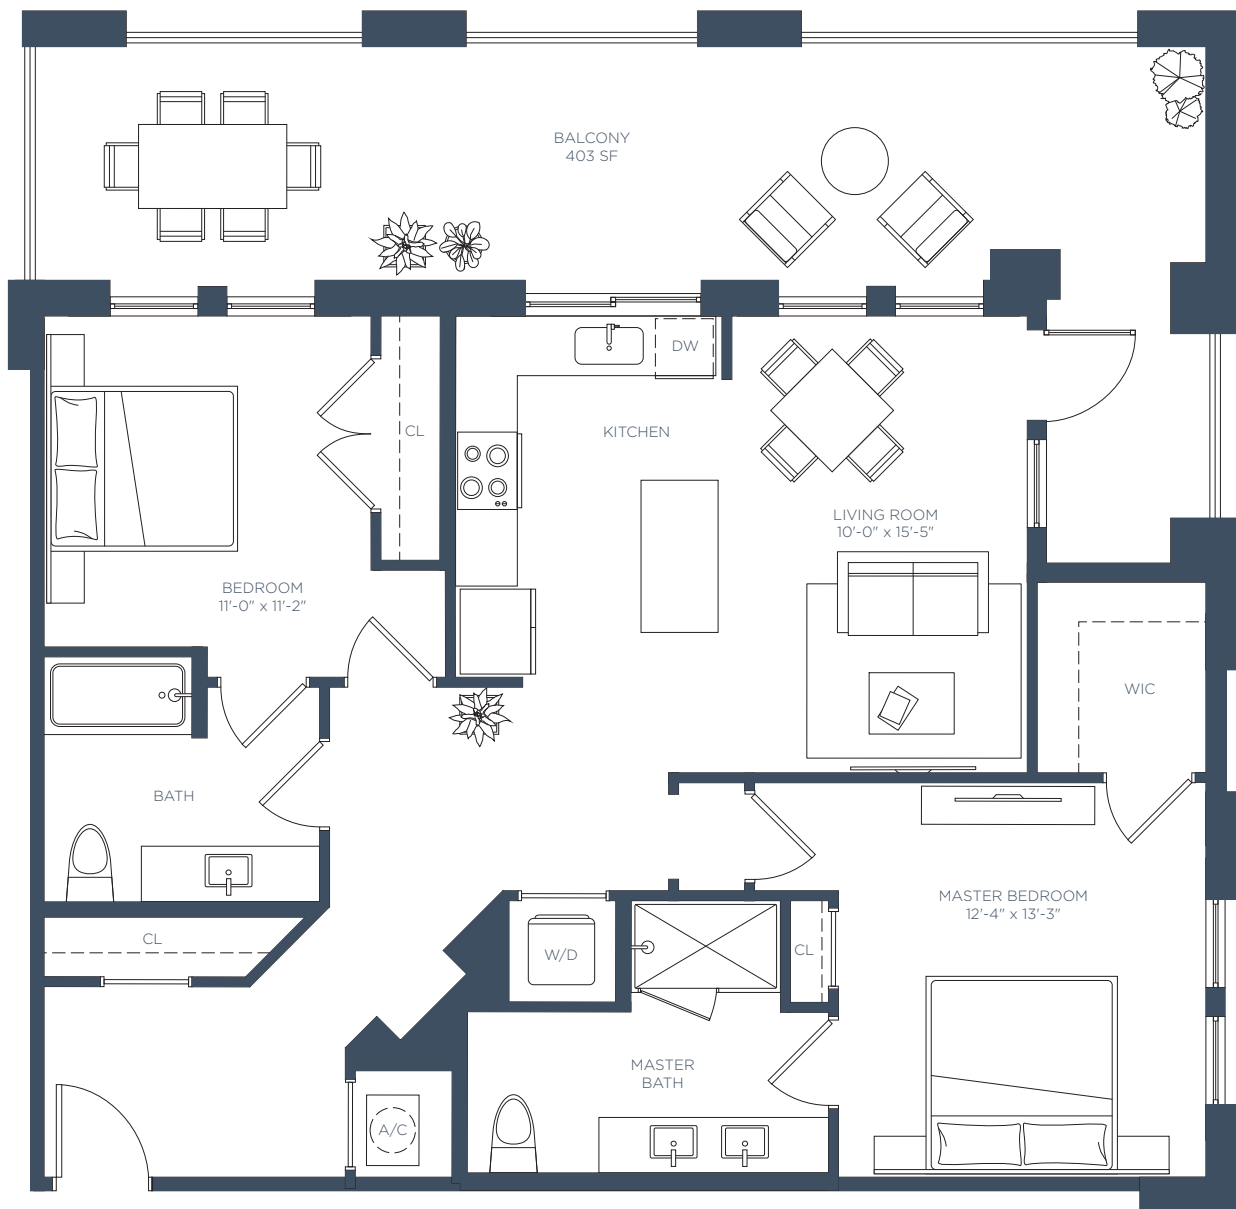 BALCONY
403 SF
DW
CL
KITCHEN
LIVING ROOM
10'-0" x 15'-5"
BEDROOM
11'-0" x 11'-2"
WIC
BATH
MASTER BEDROOM
12'-4" x 13'-3"
CL
W/D
CL
MASTER
BATH
A/C